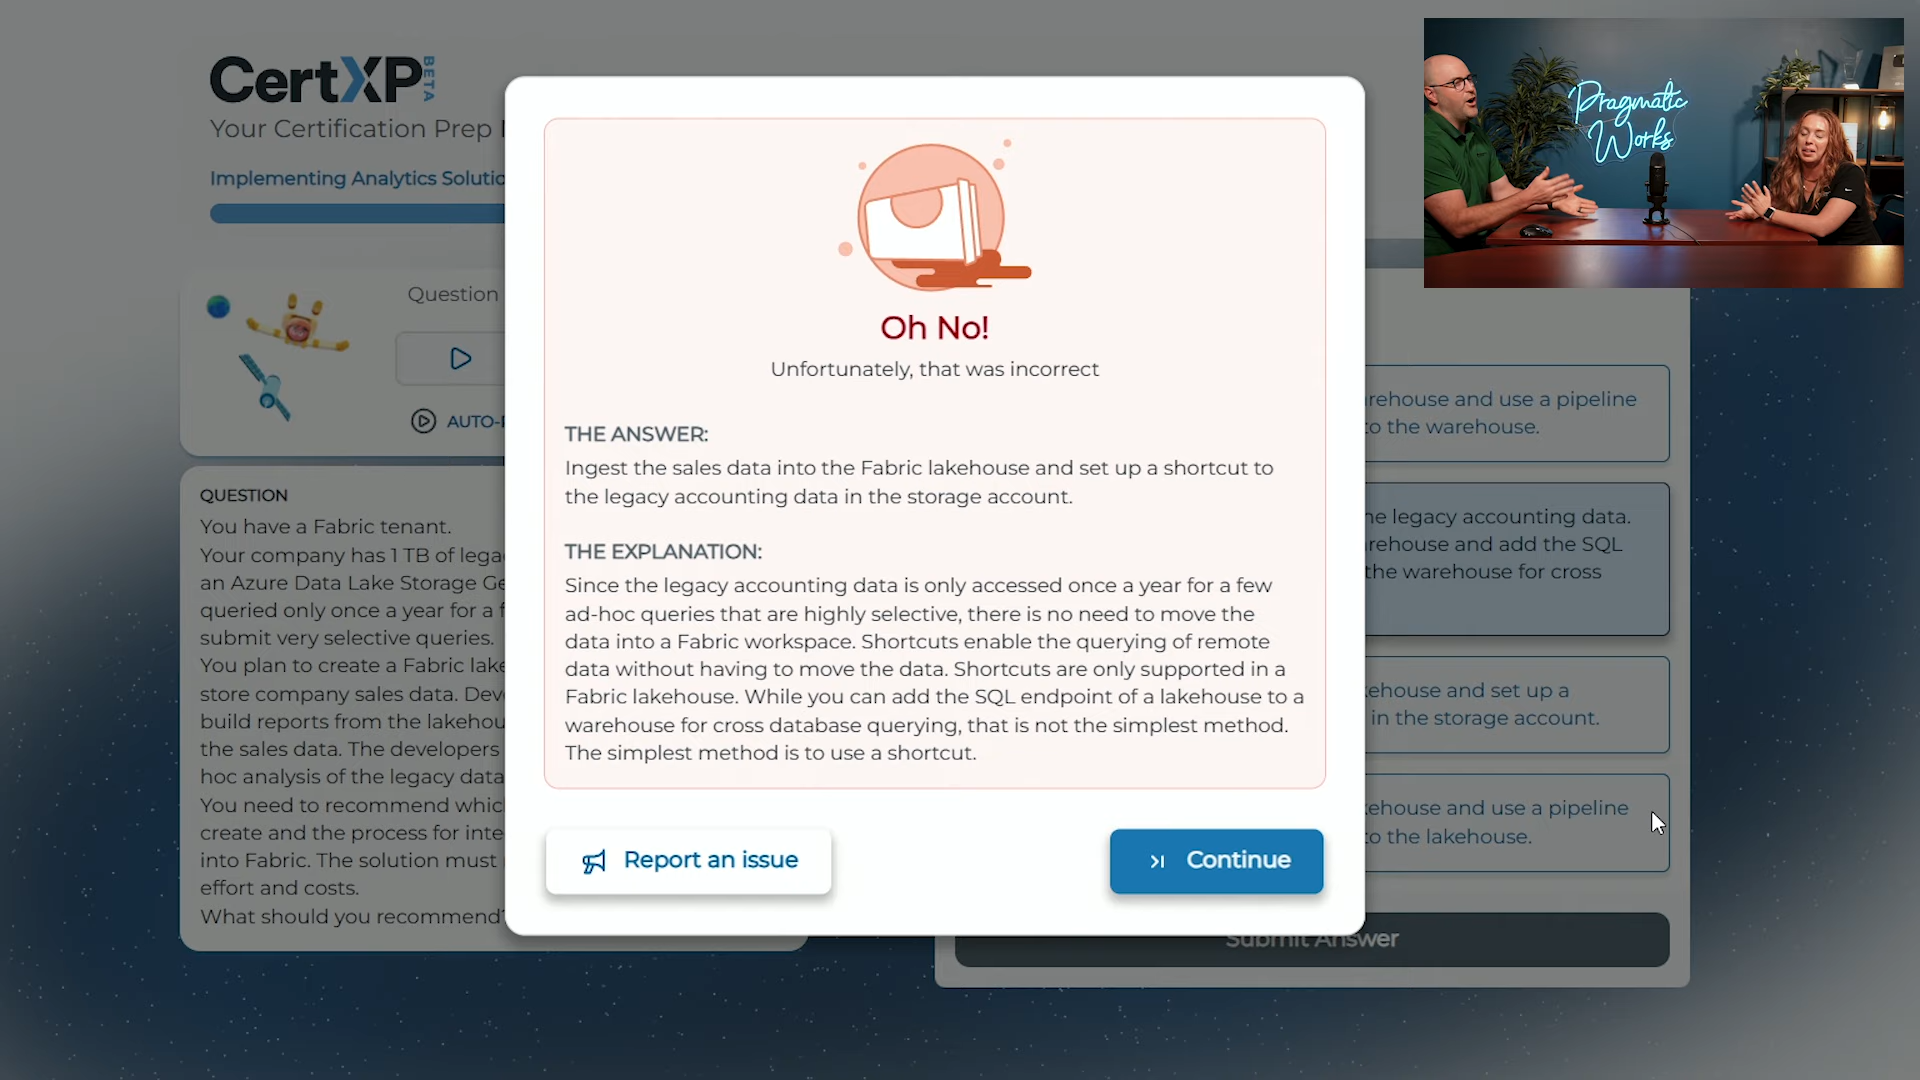 CertXP BETA
Your Certification Prep
Implementing Analytics
Question
AUTO-
QUESTION
You have a Fabric tenant.
Your company has 1 TB of
an Azure Data Lake Storage
queried only once a year for a
submit very selective queries.
You plan to create a Fabric
store company sales data.
build reports from the
the sales data. The developers
hoc analysis of the legacy data
You need to recommend
create and the process for
into Fabric. The solution must
effort and costs.
What should you recommend?
Oh No!
Unfortunately, that was incorrect
THE ANSWER:
Ingest the sales data into the Fabric lakehouse and set up a shortcut to
the legacy accounting data in the storage account.
THE EXPLANATION:
Since the legacy accounting data is only accessed once a year for a few
ad-hoc queries that are highly selective, there is no need to move the
data into a Fabric workspace. Shortcuts enable the querying of remote
data without having to move the data. Shortcuts are only supported in a
Fabric lakehouse. While you can add the SQL endpoint of a lakehouse to a
warehouse for cross database querying, that is not the simplest method.
The simplest method is to use a shortcut.
Report an issue
Continue
Pragmatic
Works
rehouse and use a pipeline
to the warehouse.
he legacy accounting data.
rehouse and add the SQL
the warehouse for cross
kehouse and set up a
in the storage account.
kehouse and use a pipeline
to the lakehouse.
Submit Answer